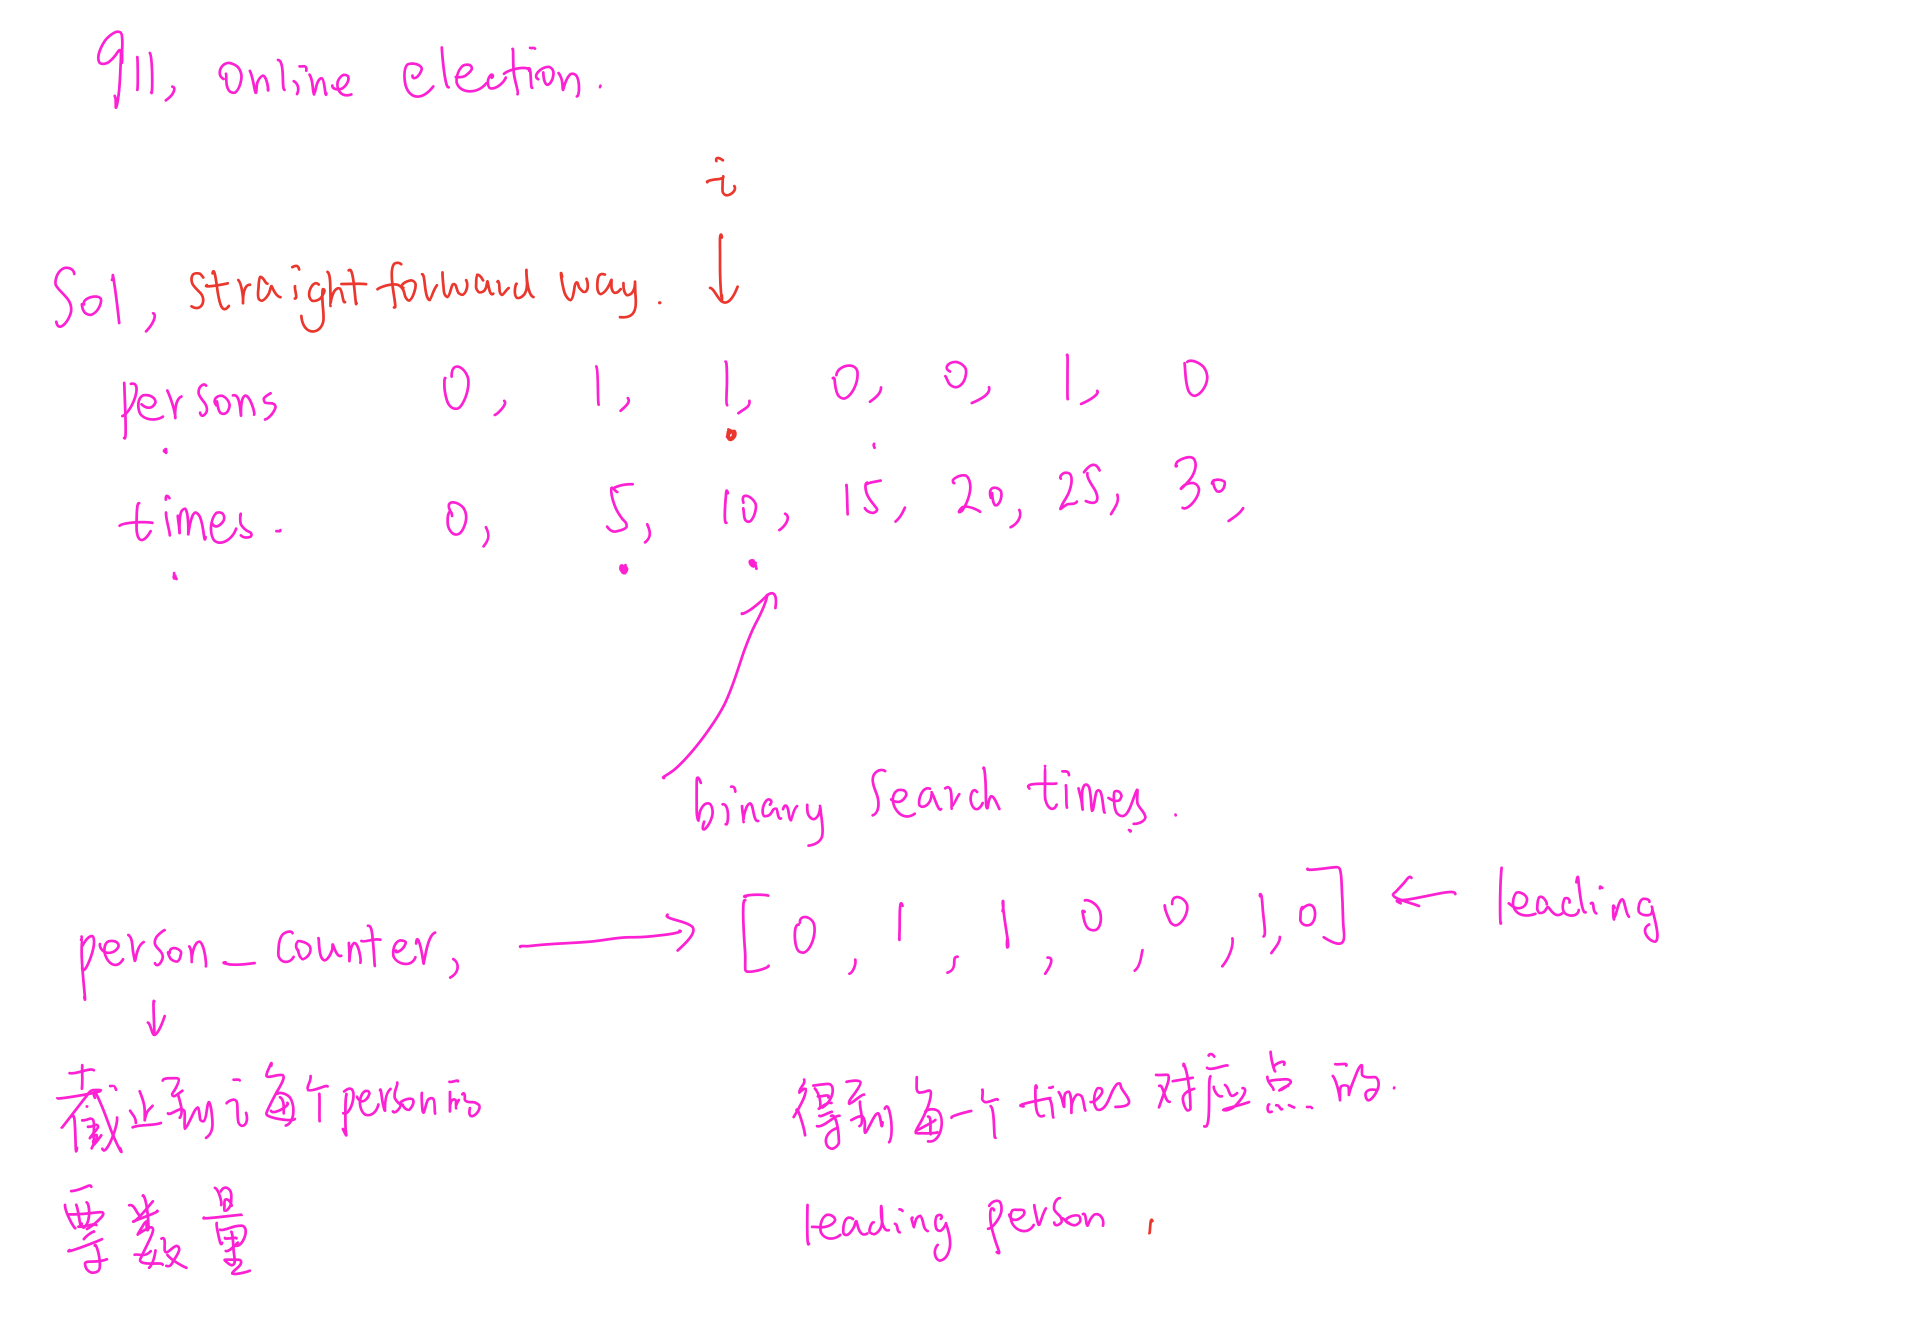 911, online election.
i
Sol, straight forward way.
persons 0, 1, 1, 0, 0, 1, 0
times. 0, 5, 10, 15, 20, 25, 30,
binary search times.
person_counter, → [0, 1, 1, 0, 0, 1, 0] ← leading
↓
截止到i每个person的
票数量
得到每一个times对应点的.
leading person,